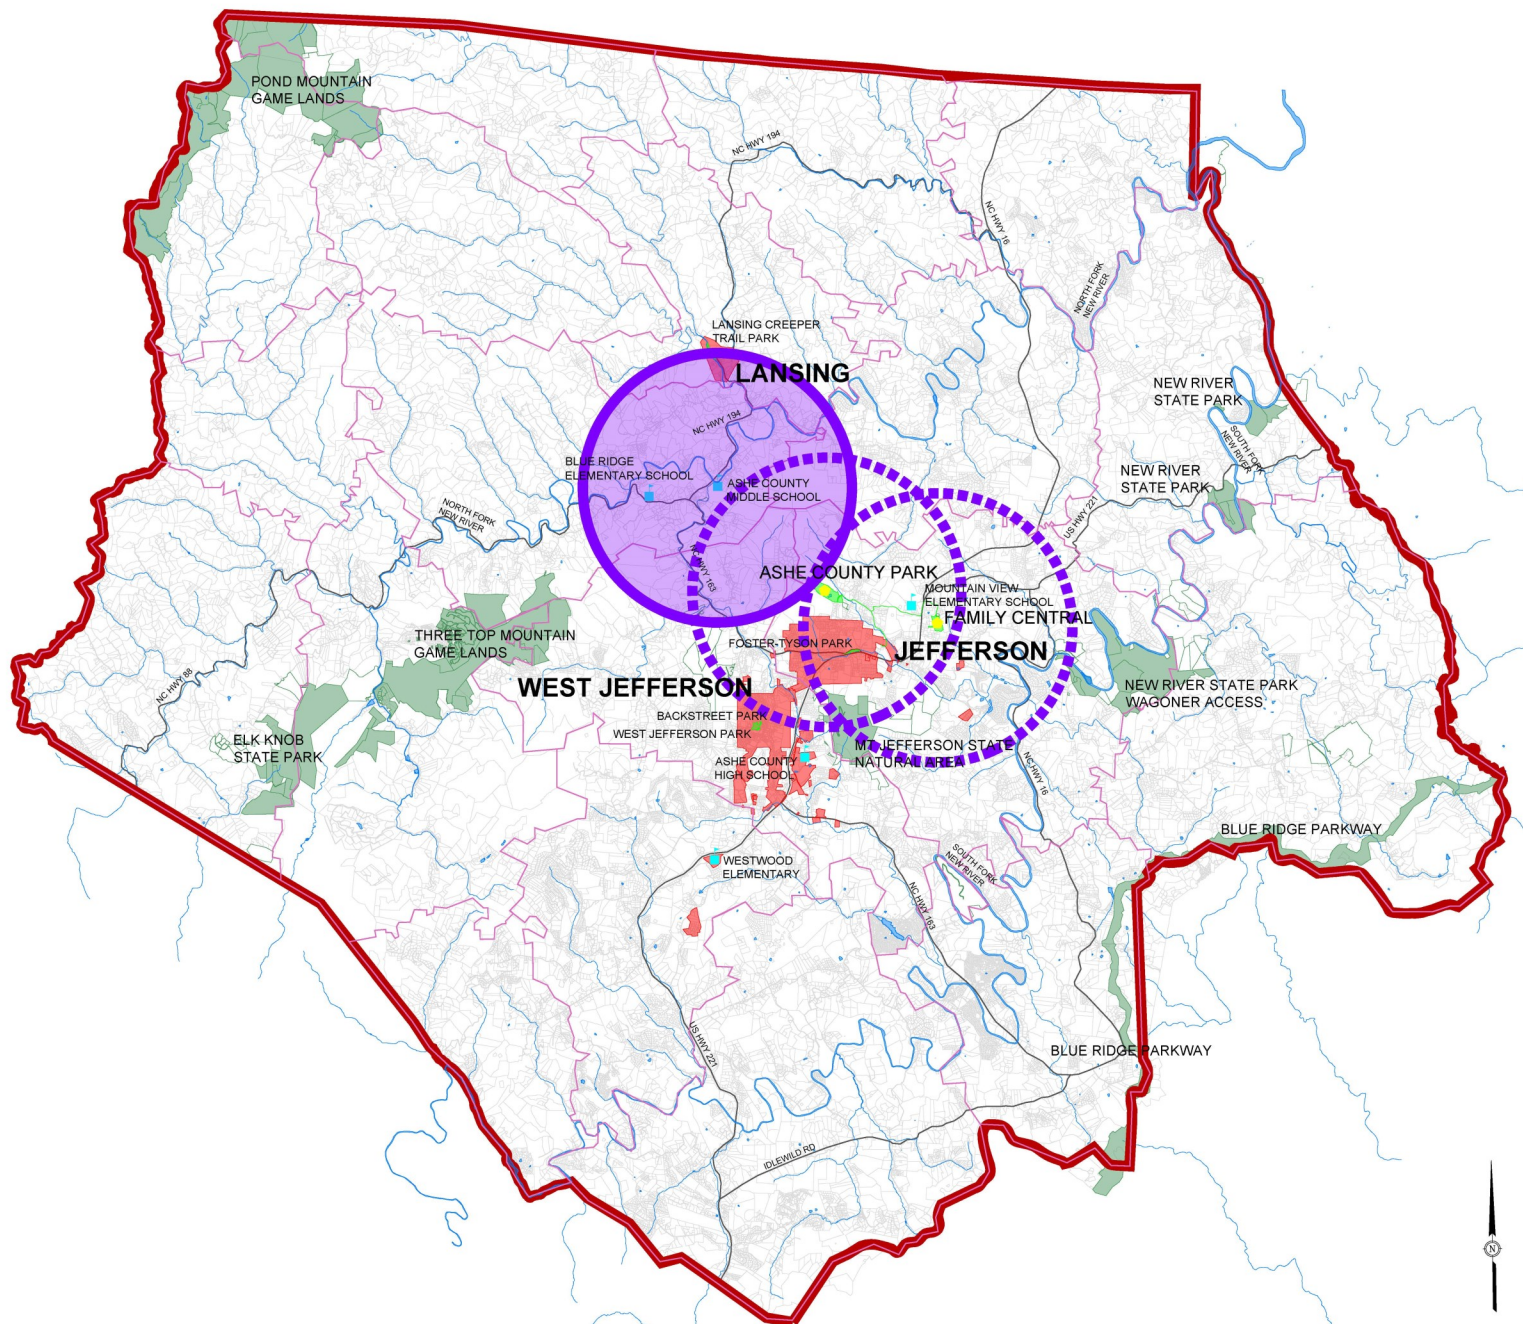 POND MOUNTAIN
GAME LANDS
NC HWY 194
NC HWY 16
NORTH FORK
NEW RIVER
LANSING CREEPER
TRAIL PARK
LANSING
NEW RIVER
STATE PARK
NC HWY 194
SOUTH FORK
NEW RIVER
BLUE RIDGE
ELEMENTARY SCHOOL
ASHE COUNTY
MIDDLE SCHOOL
NEW RIVER
STATE PARK
NORTH FORK
NEW RIVER
US HWY 221
NC HWY 163
ASHE COUNTY PARK
MOUNTAIN VIEW
ELEMENTARY SCHOOL
FAMILY CENTRAL
THREE TOP MOUNTAIN
GAME LANDS
FOSTER-TYSON PARK
JEFFERSON
WEST JEFFERSON
NC HWY 88
NEW RIVER STATE PARK
WAGONER ACCESS
BACKSTREET PARK
WEST JEFFERSON PARK
ELK KNOB
STATE PARK
MT JEFFERSON STATE
NATURAL AREA
ASHE COUNTY
HIGH SCHOOL
NC HWY 16
BLUE RIDGE PARKWAY
WESTWOOD
ELEMENTARY
SOUTH FORK
NEW RIVER
NC HWY 163
US HWY 221
BLUE RIDGE PARKWAY
IDLEWILD RD
N